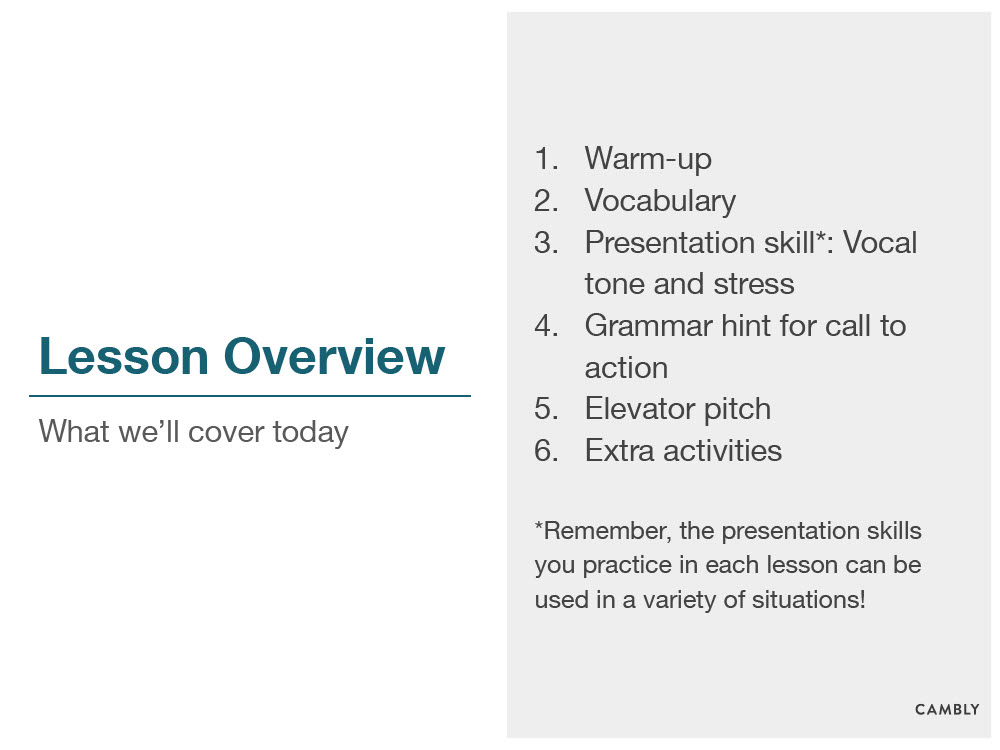 Lesson Overview
What we’ll cover today
1. Warm-up
2. Vocabulary
3. Presentation skill*: Vocal
tone and stress
4. Grammar hint for call to
action
5. Elevator pitch
6. Extra activities
*Remember, the presentation skills
you practice in each lesson can be
used in a variety of situations!
CAMBLY